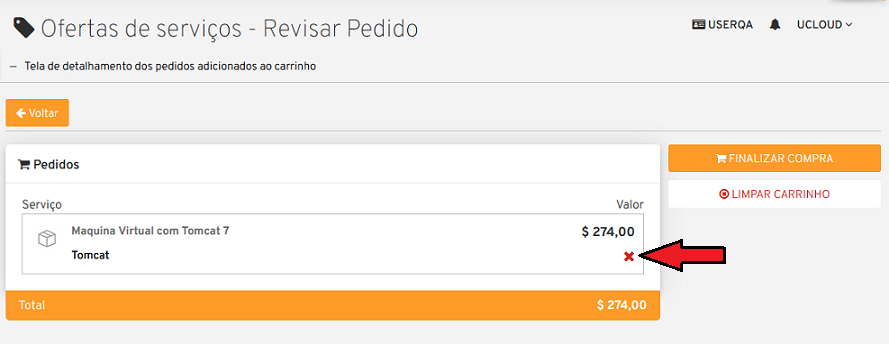 Ofertas de serviços - Revisar Pedido
USERQA
UCLOUD
– Tela de detalhamento dos pedidos adicionados ao carrinho
Voltar
Pedidos
FINALIZAR COMPRA
LIMPAR CARRINHO
Serviço Valor
Maquina Virtual com Tomcat 7 $ 274,00
Tomcat
Total $ 274,00